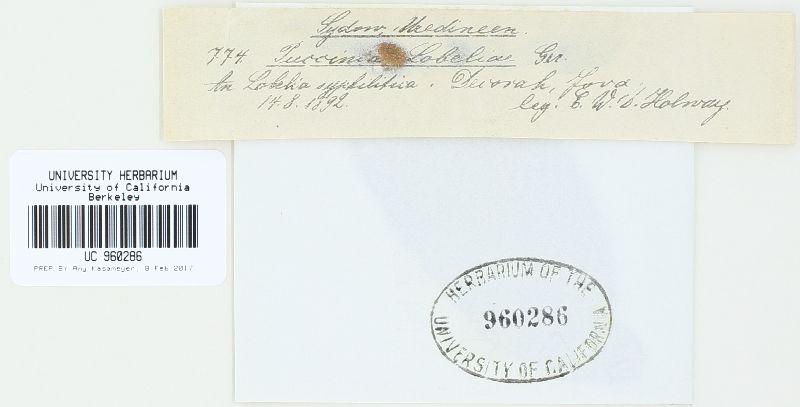 Sydow, Uredineen.
774. Puccinia Lobeliae Ger.
An Lobelia syphilitica. Decorah, Jova,
14.8.1892. leg. E. W. D. Holway.
UNIVERSITY HERBARIUM
University of California
Berkeley
UC 960286
PREP BY Amy Kasameyer, 8 Feb 2017
HERBARIUM OF THE
960286
UNIVERSITY OF CALIFORNIA